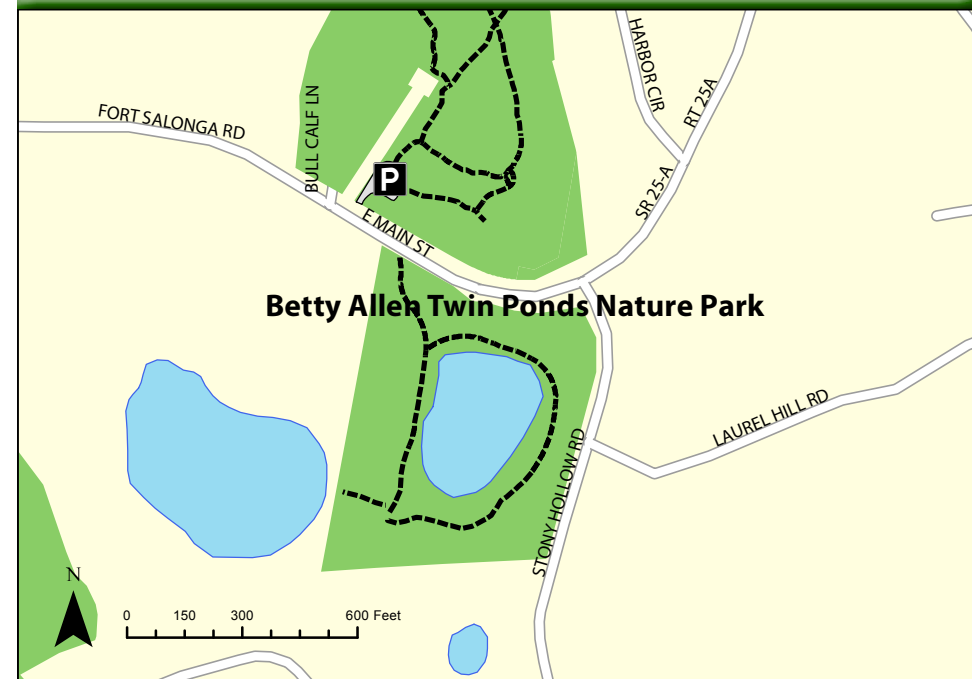 HARBOR CIR
RT 25A
FORT SALONGA RD
BULL CALF LN
P
SR 25-A
E MAIN ST
Betty Allen Twin Ponds Nature Park
LAUREL HILL RD
STONY HOLLOW RD
N
0 150 300 600 Feet